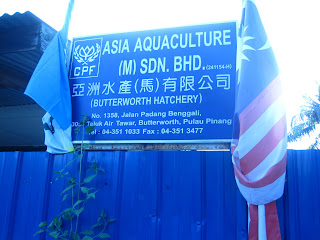 ASIA AQUACULTURE
CPF
(M) SDN. BHD. (241154-H)
亞洲水產(馬)有限公司
(BUTTERWORTH HATCHERY)
No. 1358, Jalan Padang Benggali,
Teluk Air Tawar, Butterworth, Pulau Pinang
Tel : 04-351 1033 Fax : 04-351 3477